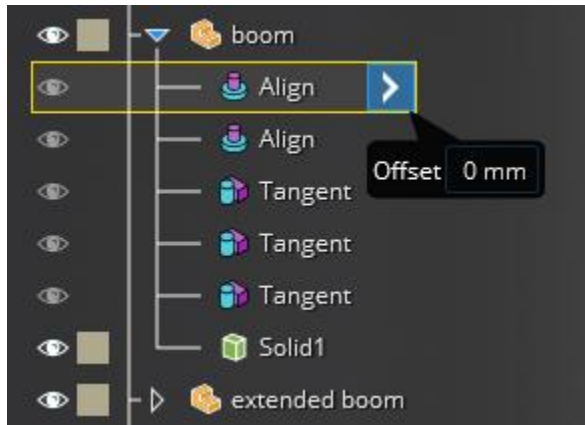 boom
Align
Align
Offset 0 mm
Tangent
Tangent
Tangent
Solid1
extended boom